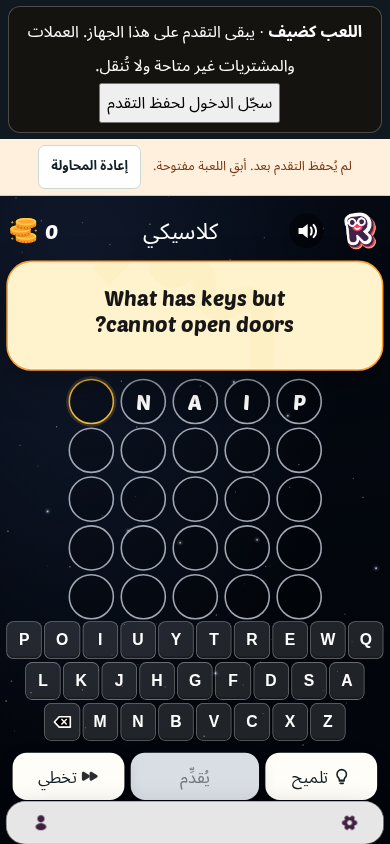 اللعب كضيف · يبقى التقدم على هذا الجهاز. العملات
والمشتريات غير متاحة ولا تُنقل.
سجّل الدخول لحفظ التقدم
لم يُحفظ التقدم بعد. أبقِ اللعبة مفتوحة.
إعادة المحاولة
كلاسيكي
0
What has keys but
?cannot open doors
N A I P
P O I U Y T R E W Q
L K J H G F D S A
M N B V C X Z
تلميح
يُقدِّم
تخطي